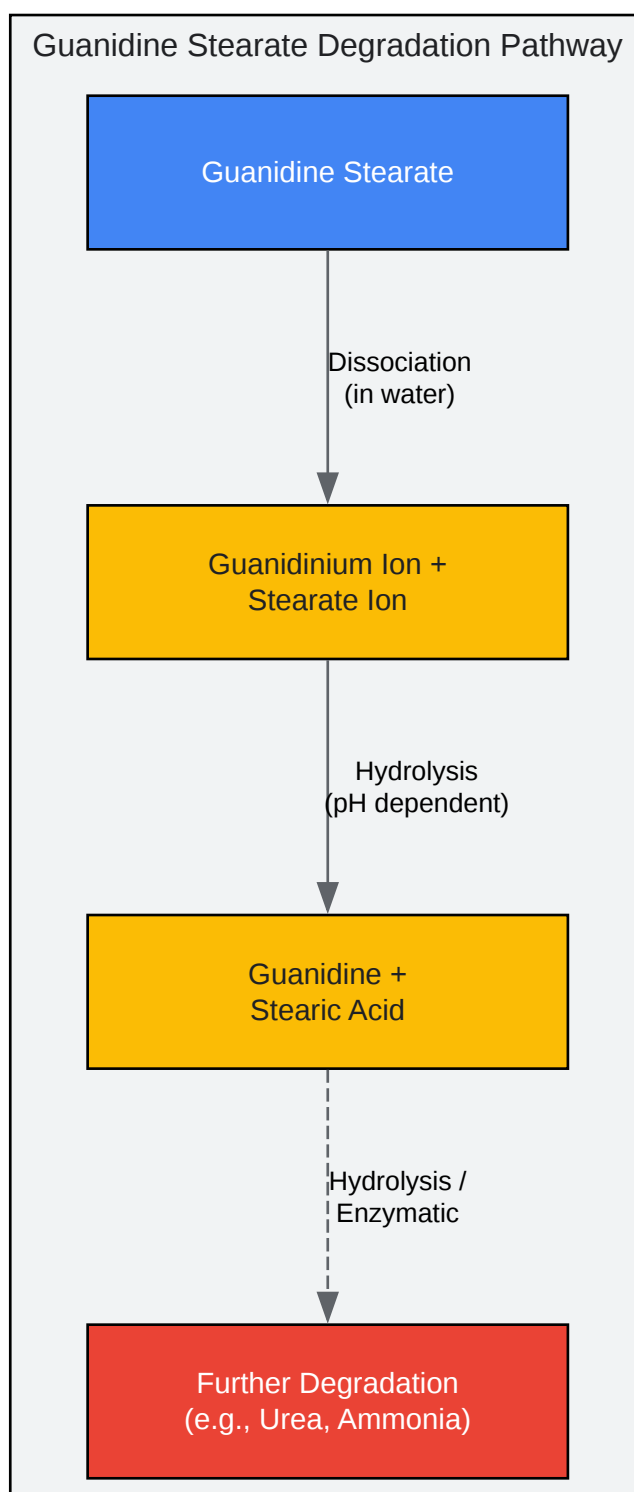 Guanidine Stearate Degradation Pathway
Guanidine Stearate
Dissociation
(in water)
Guanidinium Ion +
Stearate Ion
Hydrolysis
(pH dependent)
Guanidine +
Stearic Acid
Hydrolysis /
Enzymatic
Further Degradation
(e.g., Urea, Ammonia)